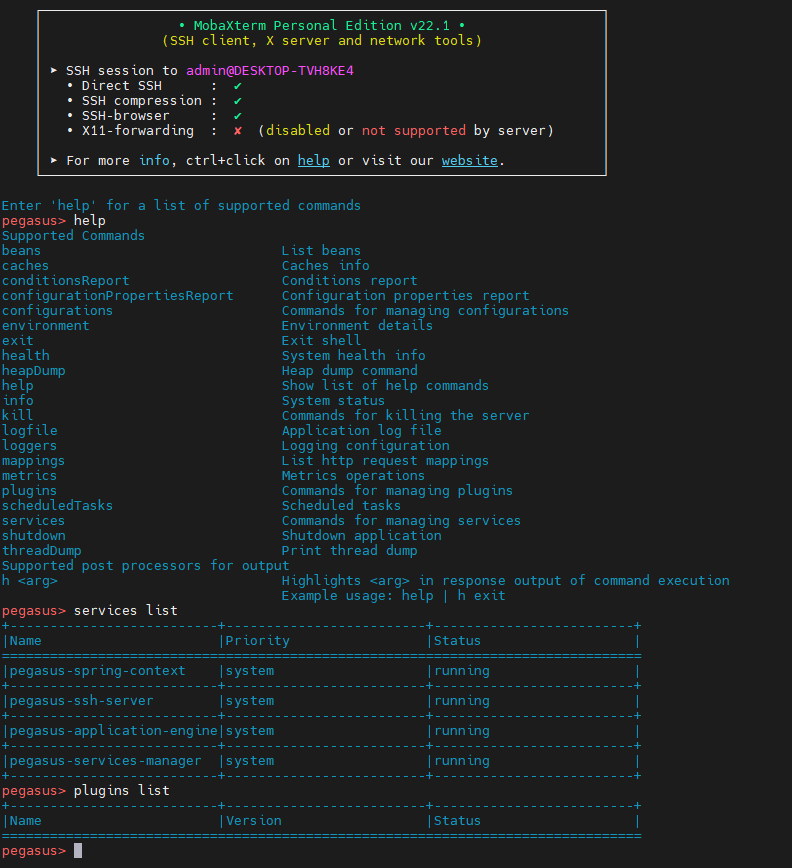 • MobaXterm Personal Edition v22.1 •
(SSH client, X server and network tools)
➤ SSH session to admin@DESKTOP-TVH8KE4
• Direct SSH : ✔
• SSH compression : ✔
• SSH-browser : ✔
• X11-forwarding : ✘ (disabled or not supported by server)
➤ For more info, ctrl+click on help or visit our website.
Enter 'help' for a list of supported commands
pegasus> help
Supported Commands
beans List beans
caches Caches info
conditionsReport Conditions report
configurationPropertiesReport Configuration properties report
configurations Commands for managing configurations
environment Environment details
exit Exit shell
health System health info
heapDump Heap dump command
help Show list of help commands
info System status
kill Commands for killing the server
logfile Application log file
loggers Logging configuration
mappings List http request mappings
metrics Metrics operations
plugins Commands for managing plugins
scheduledTasks Scheduled tasks
services Commands for managing services
shutdown Shutdown application
threadDump Print thread dump
Supported post processors for output
h <arg> Highlights <arg> in response output of command execution
Example usage: help | h exit
pegasus> services list
+--------------------------+-------------------------+-------------------------+
|Name |Priority |Status |
================================================================================
|pegasus-spring-context |system |running |
+--------------------------+-------------------------+-------------------------+
|pegasus-ssh-server |system |running |
+--------------------------+-------------------------+-------------------------+
|pegasus-application-engine|system |running |
+--------------------------+-------------------------+-------------------------+
|pegasus-services-manager |system |running |
+--------------------------+-------------------------+-------------------------+
pegasus> plugins list
+--------------------------+-------------------------+-------------------------+
|Name |Version |Status |
================================================================================
pegasus>